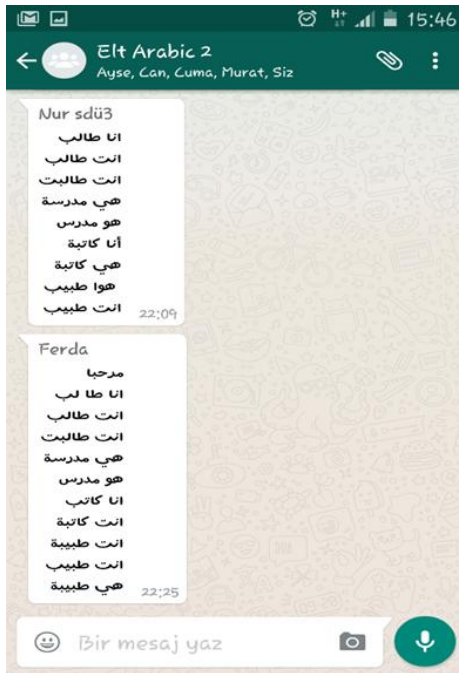 H+ 15:46
Elt Arabic 2
Ayse, Can, Cuma, Murat, Siz
Nur sdü3
انا طالب
انت طالب
انت طالبت
هي مدرسة
هو مدرس
أنا كاتبة
هي كاتبة
هوا طبيب
انت طبيب
22:09
Ferda
مرحبا
انا طا لب
انت طالب
انت طالبت
هي مدرسة
هو مدرس
انا كاتب
انت كاتبة
انت طبيبة
انت طبيب
هي طبيبة
22:25
Bir mesaj yaz